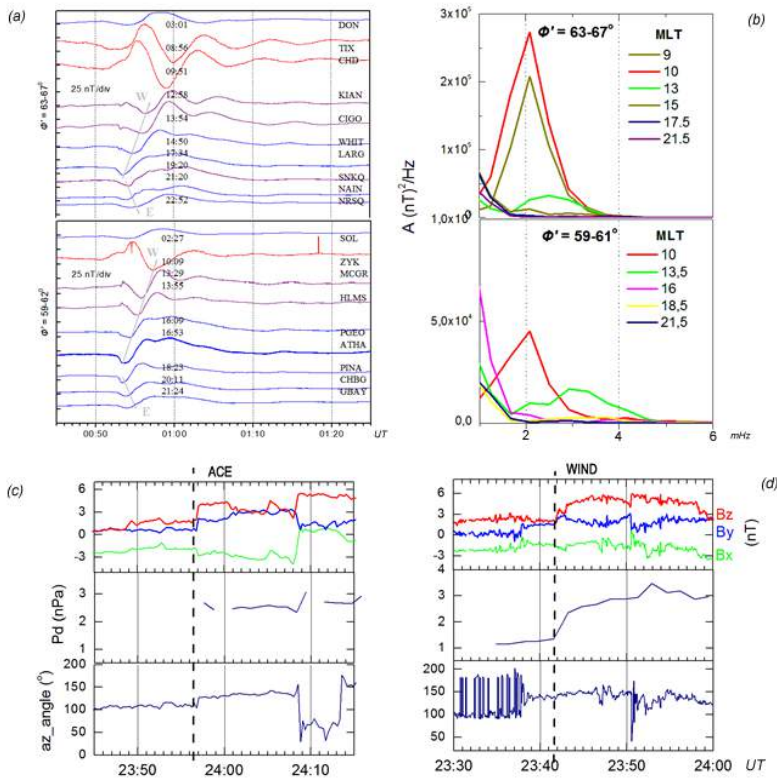 (a)
DON
03:01
TIX
08:56
CHD
09:51
25 nT/div
W
12:58
KIAN
13:54
CIGO
14:50
WHIT
17:34
LARG
19:20
SNKQ
21:20
NAIN
22:52
NRSQ
E
Φ' = 63-67°
SOL
02:27
W
10:09
ZYK
25 nT/div
13:29
MCGR
13:55
HLMS
16:09
PGEO
16:53
ATHA
18:23
PINA
20:11
CHBG
21:24
GBAY
E
Φ' = 59-62°
00:50 01:00 01:10 01:20 UT
(b)
3x10⁵
2x10⁵
1x10⁵
Φ' = 63-67°
MLT
9
10
13
15
17.5
21.5
A (nT)²/Hz
5,0x10⁴
0,0
Φ' = 59-61°
MLT
10
13,5
16
18,5
21,5
2 4 6
mHz
(c)
ACE
6
3
0
-3
Pd (nPa)
3
2
1
az_angle (°)
200
150
100
50
0
23:50 24:00 24:10
WIND
(d)
6
3
0
3
Bz
By
Bx
(nT)
4
3
2
1
200
150
100
50
23:30 23:40 23:50 24:00 UT